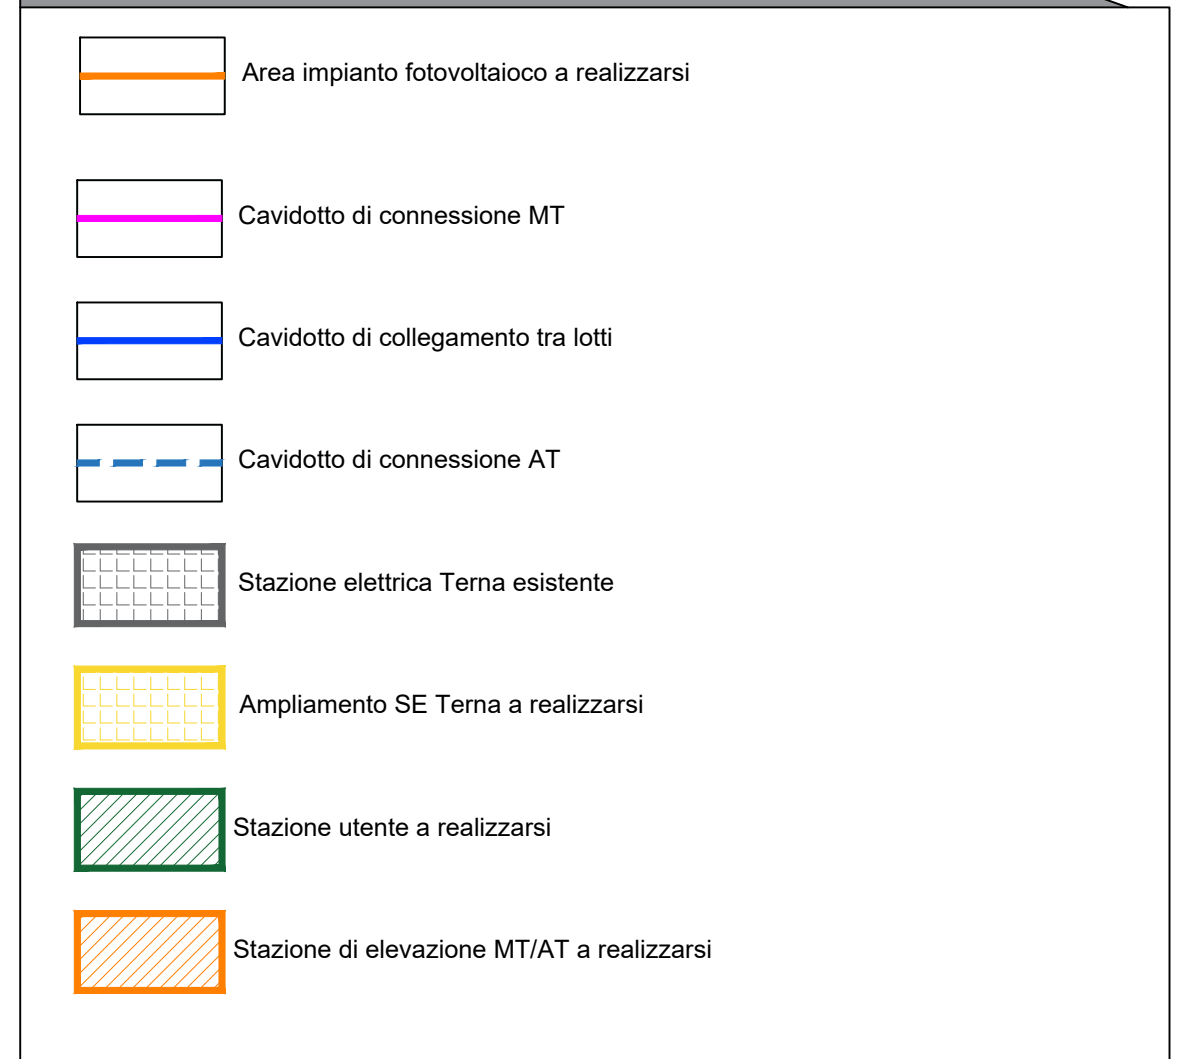 Area impianto fotovoltaioco a realizzarsi
Cavidotto di connessione MT
Cavidotto di collegamento tra lotti
Cavidotto di connessione AT
Stazione elettrica Terna esistente
Ampliamento SE Terna a realizzarsi
Stazione utente a realizzarsi
Stazione di elevazione MT/AT a realizzarsi